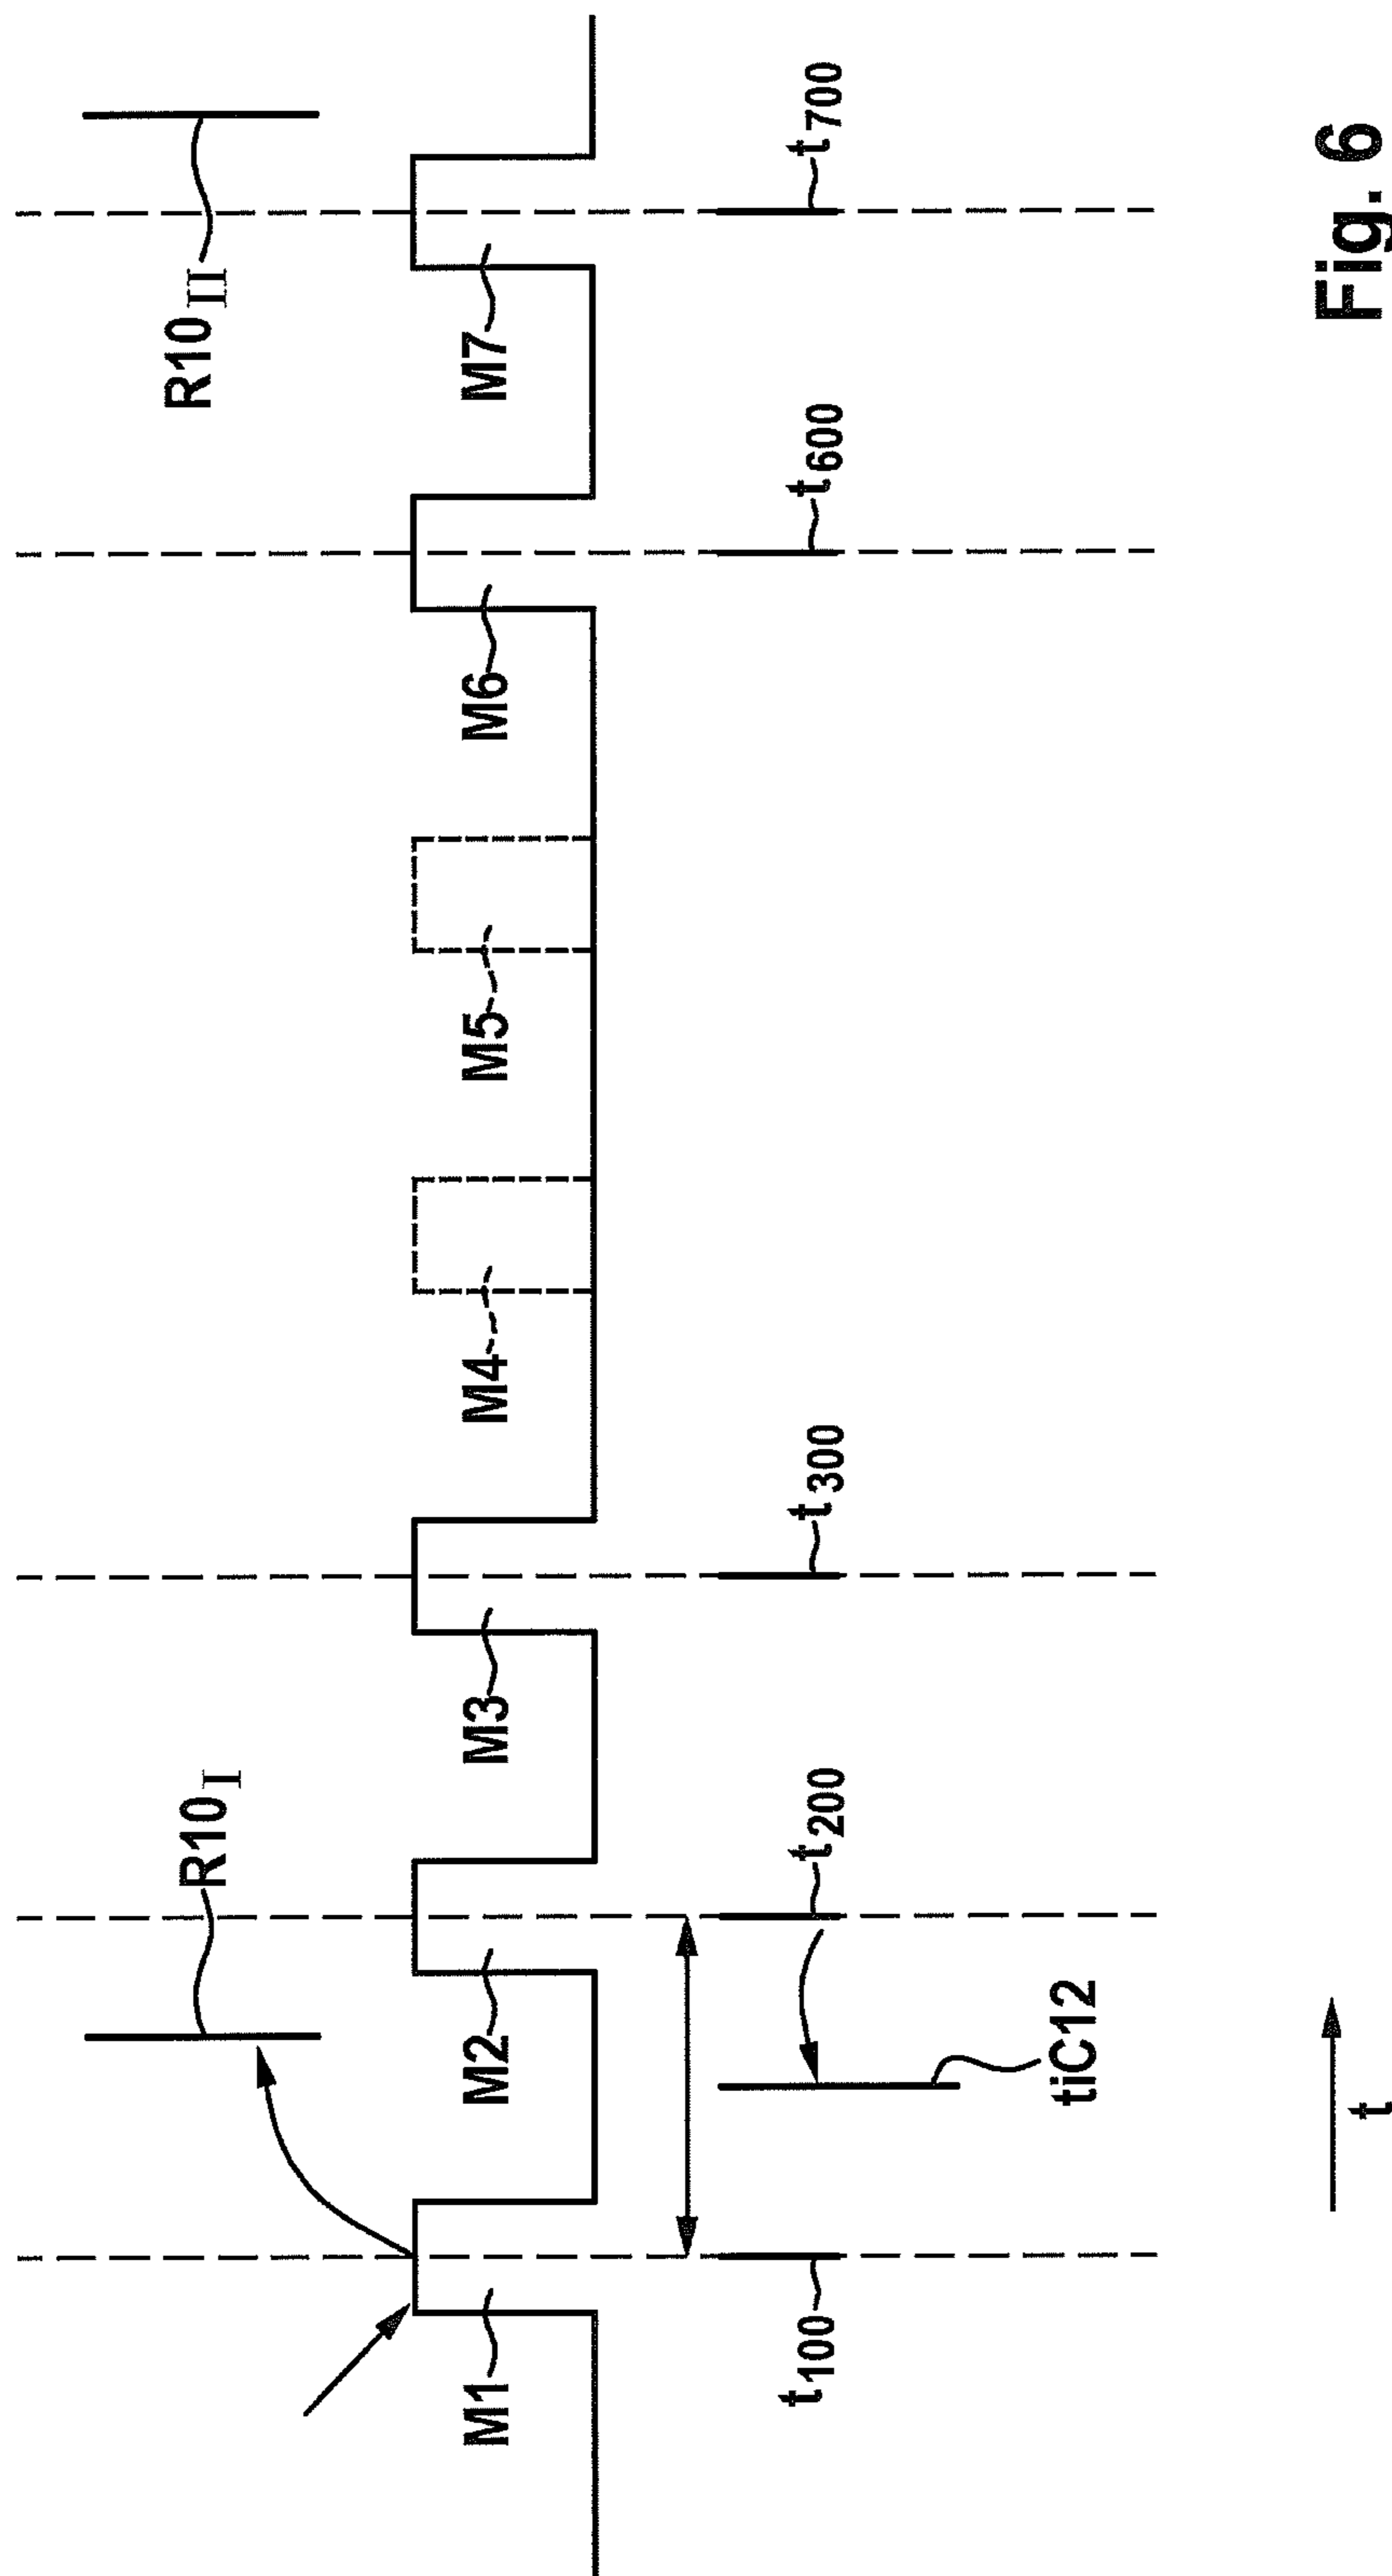 R10I
R10II
M1
M2
M3
M4
M5
M6
M7
t100
t200
t300
t600
t700
tiC12
t
Fig. 6